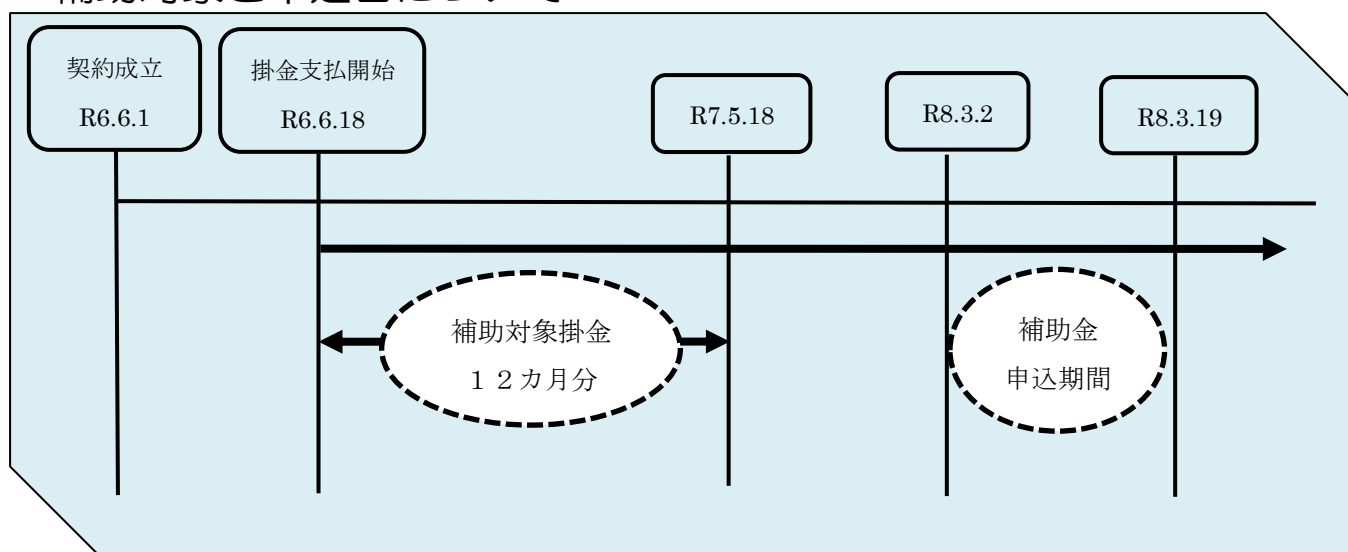 契約成立
R6.6.1
掛金支払開始
R6.6.18
R7.5.18
R8.3.2
R8.3.19
補助対象掛金
１２カ月分
補助金
申込期間